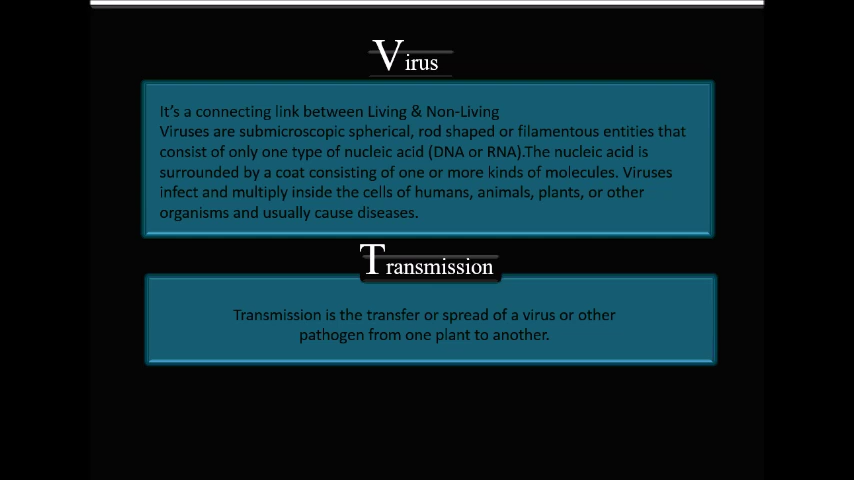 Virus
It's a connecting link between Living & Non-Living
Viruses are submicroscopic spherical, rod shaped or filamentous entities that
consist of only one type of nucleic acid (DNA or RNA).The nucleic acid is
surrounded by a coat consisting of one or more kinds of molecules. Viruses
infect and multiply inside the cells of humans, animals, plants, or other
organisms and usually cause diseases.
Transmission
Transmission is the transfer or spread of a virus or other
pathogen from one plant to another.